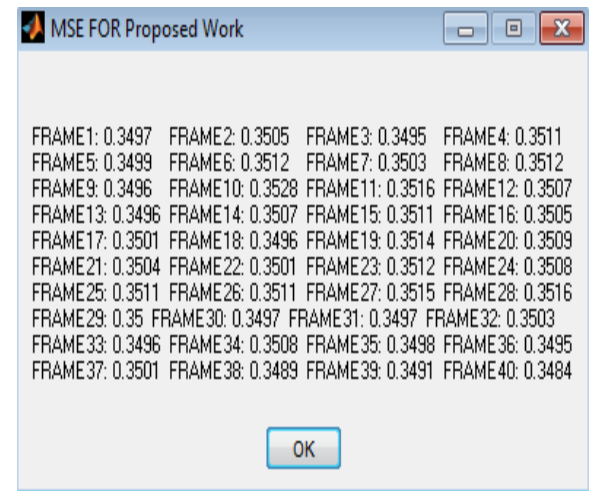 MSE FOR Proposed Work
FRAME1: 0.3497 FRAME2: 0.3505 FRAME3: 0.3495 FRAME4: 0.3511
FRAME5: 0.3499 FRAME6: 0.3512 FRAME7: 0.3503 FRAME8: 0.3512
FRAME9: 0.3496 FRAME10: 0.3528 FRAME11: 0.3516 FRAME12: 0.3507
FRAME13: 0.3496 FRAME14: 0.3507 FRAME15: 0.3511 FRAME16: 0.3505
FRAME17: 0.3501 FRAME18: 0.3496 FRAME19: 0.3514 FRAME20: 0.3509
FRAME21: 0.3504 FRAME22: 0.3501 FRAME23: 0.3512 FRAME24: 0.3508
FRAME25: 0.3511 FRAME26: 0.3511 FRAME27: 0.3515 FRAME28: 0.3516
FRAME29: 0.35 FRAME30: 0.3497 FRAME31: 0.3497 FRAME32: 0.3503
FRAME33: 0.3496 FRAME34: 0.3508 FRAME35: 0.3498 FRAME36: 0.3495
FRAME37: 0.3501 FRAME38: 0.3489 FRAME39: 0.3491 FRAME40: 0.3484
OK